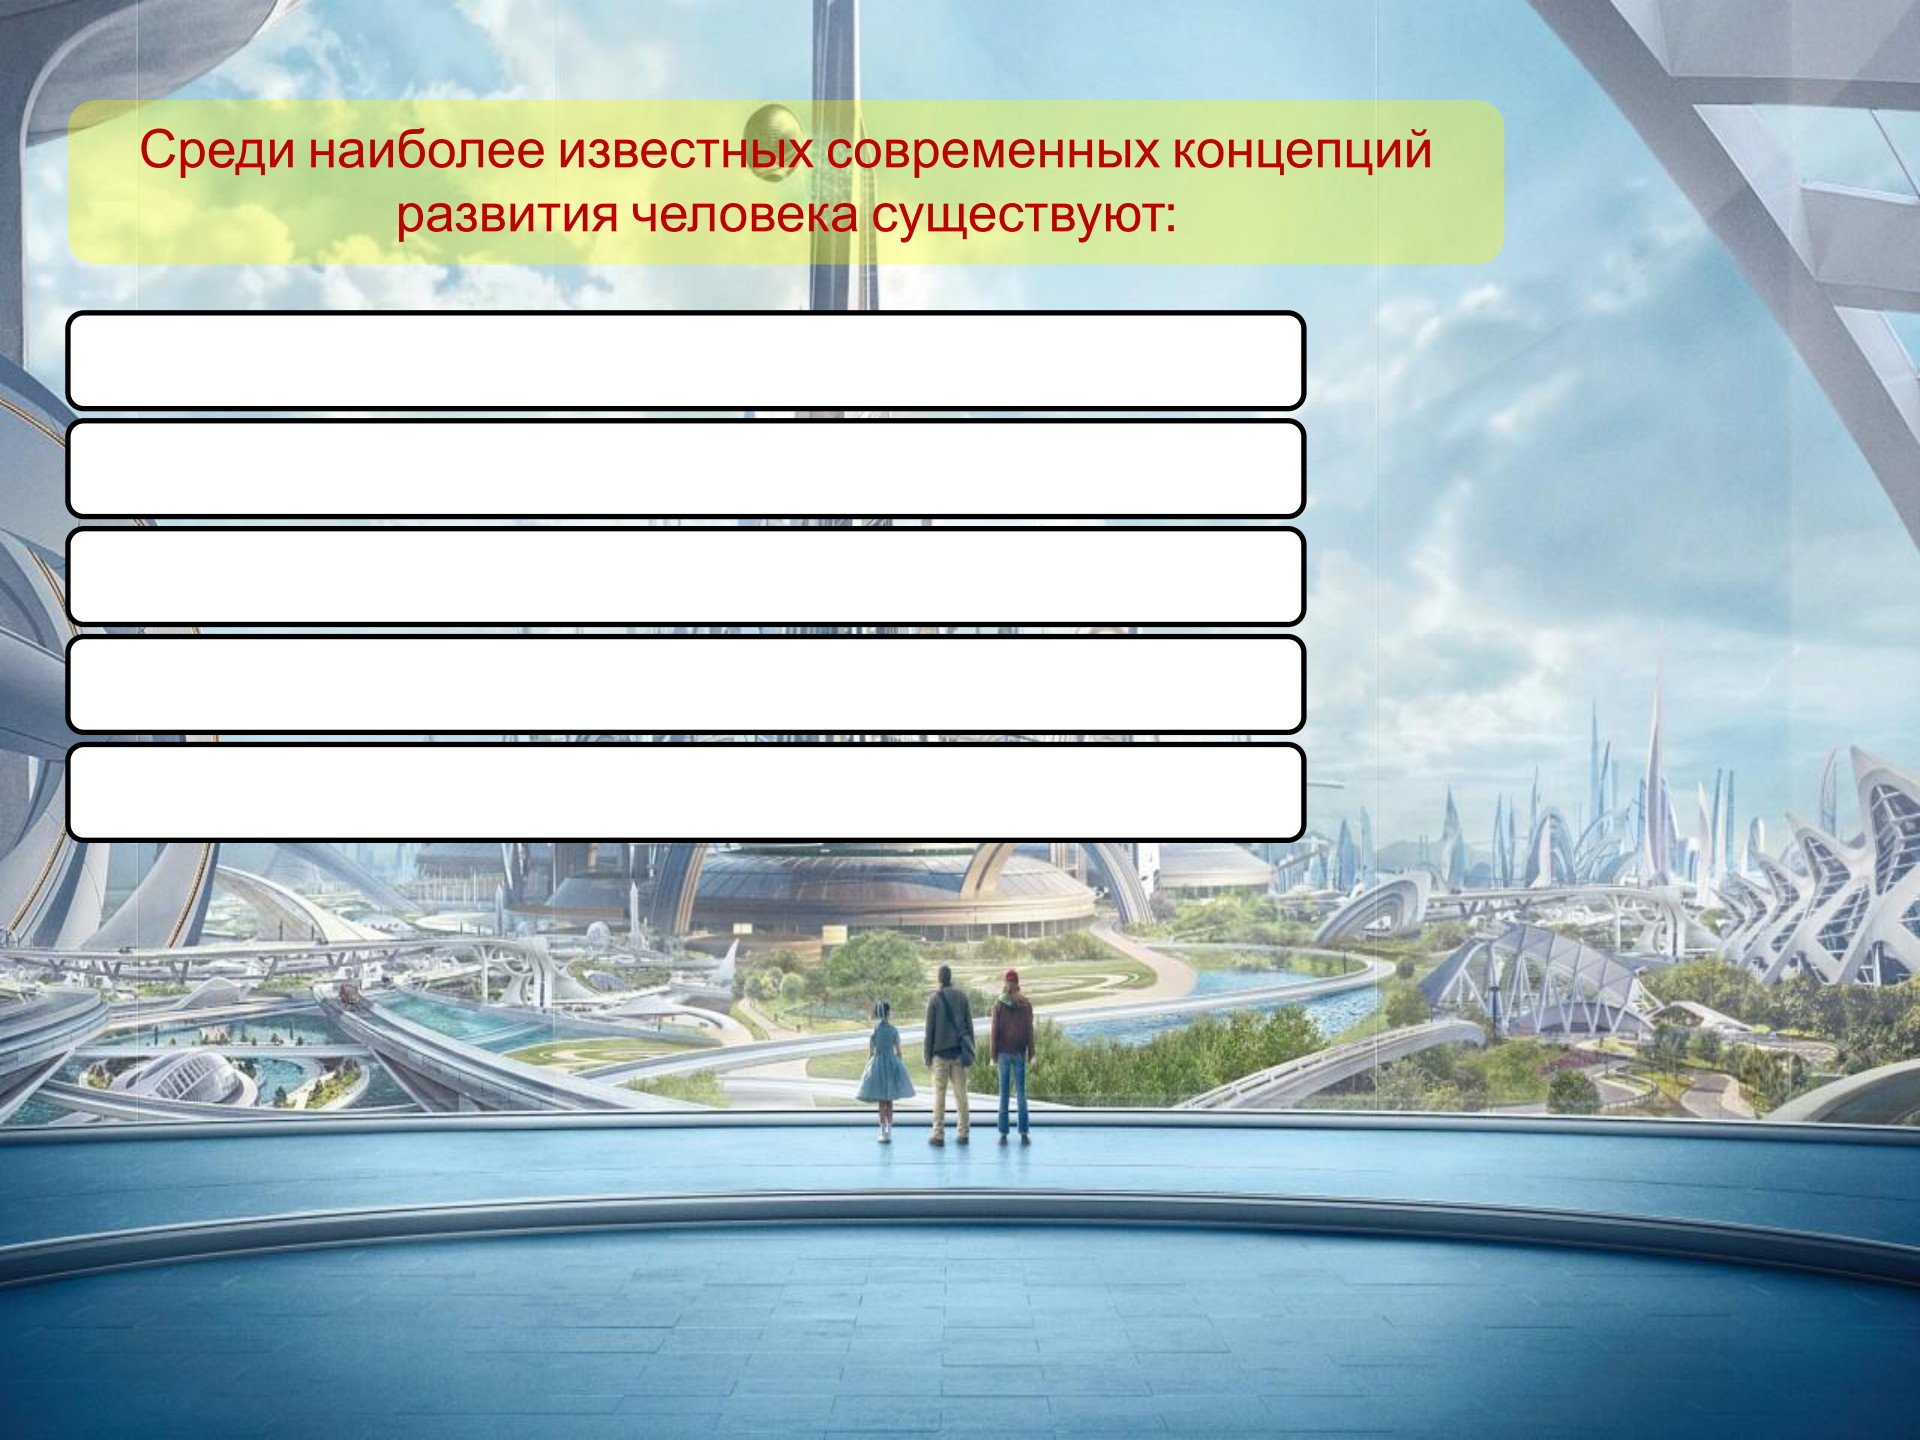 Среди наиболее известных современных концепций
развития человека существуют: